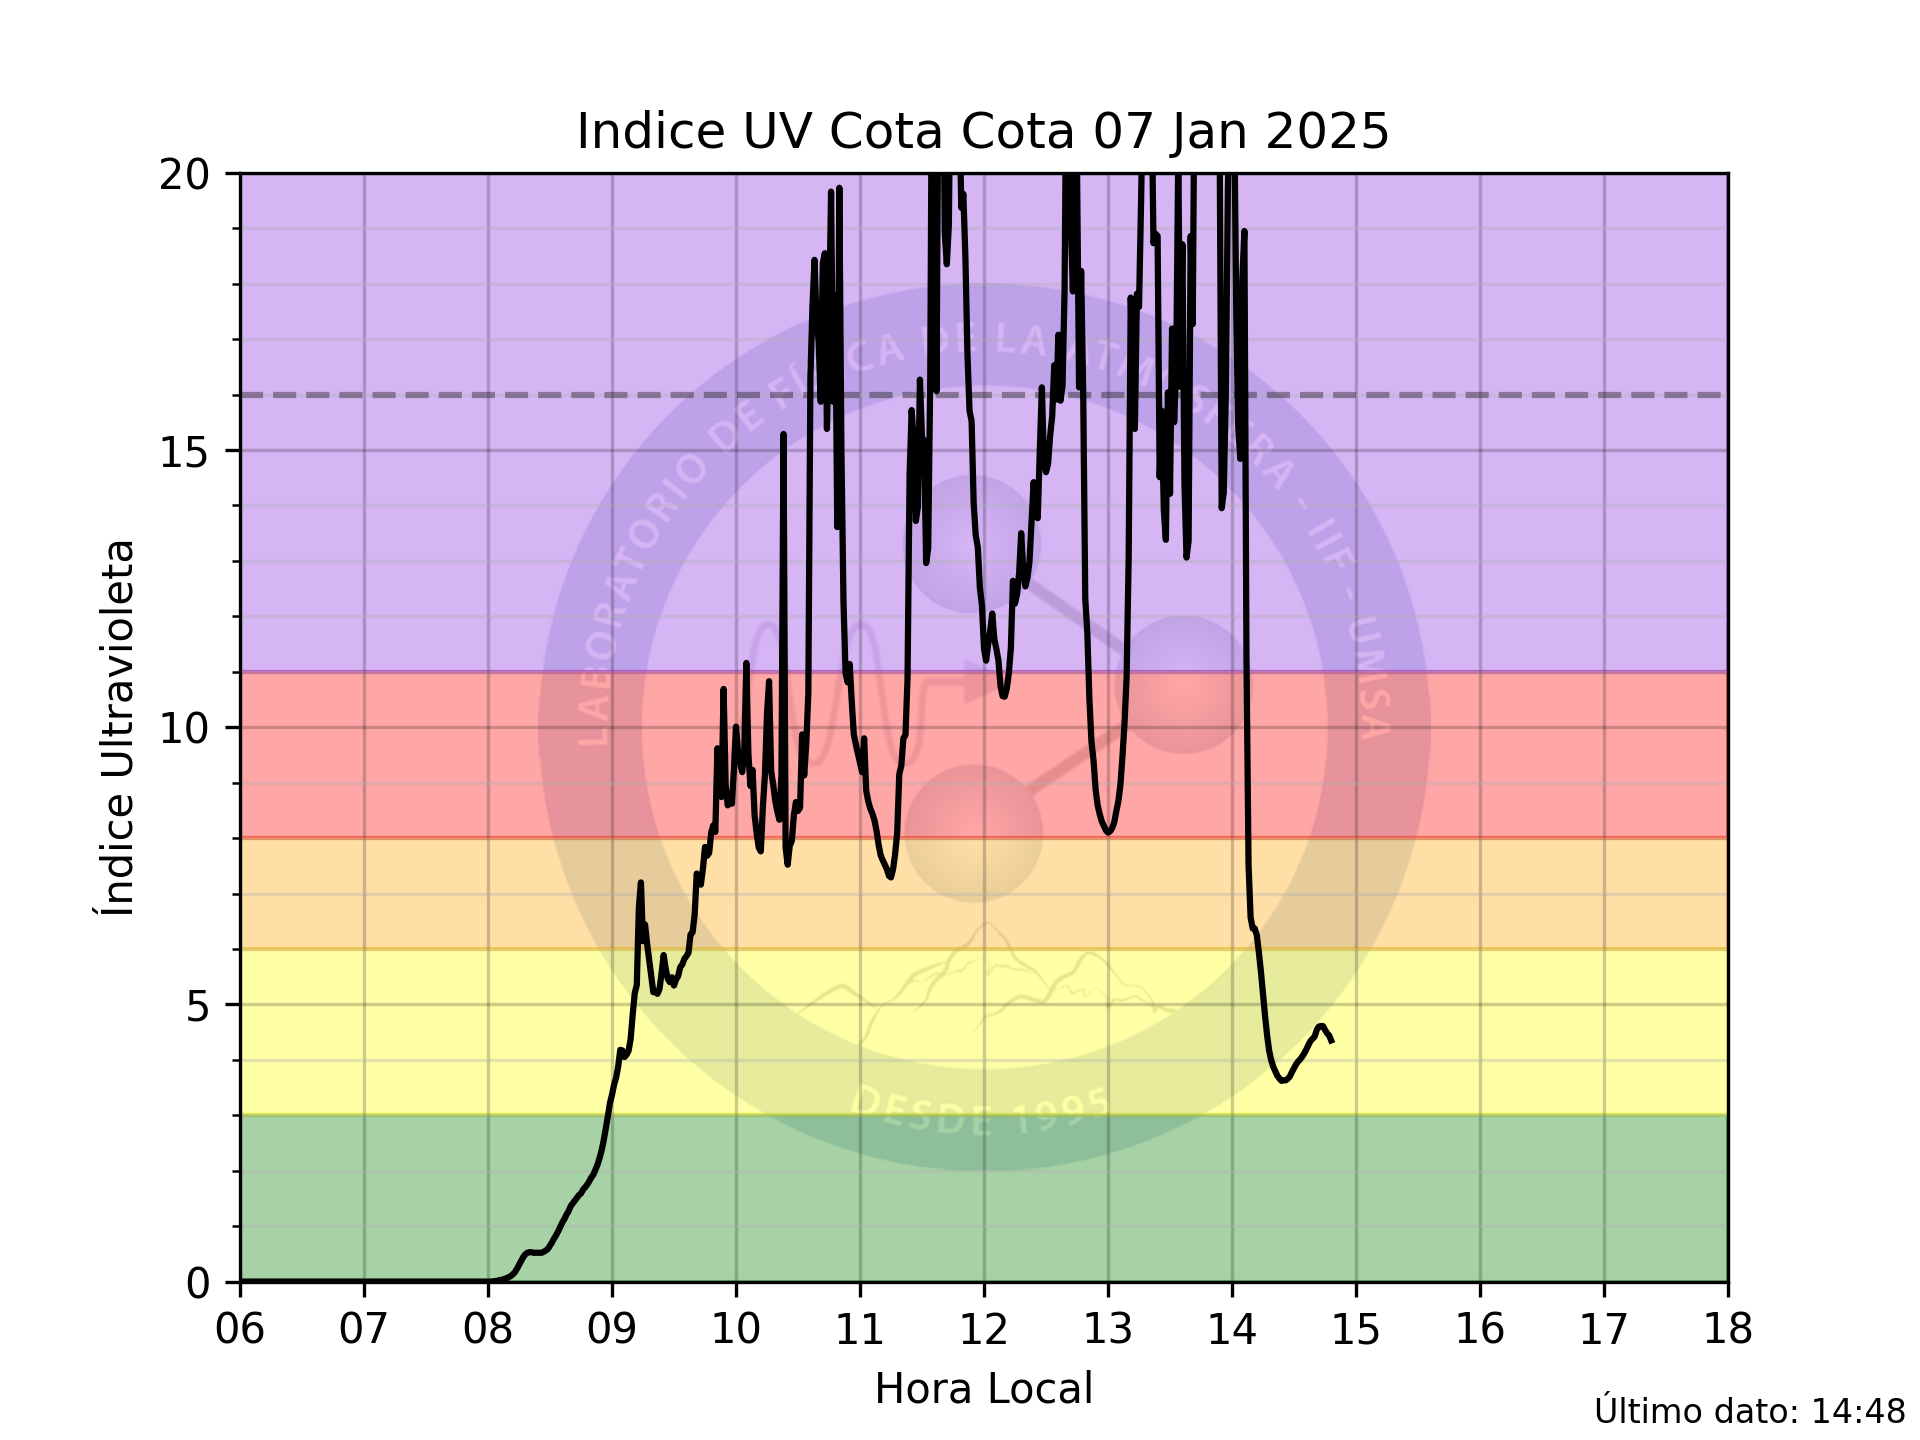 Indice UV Cota Cota 07 Jan 2025
20
15
10
5
0
Índice Ultravioleta
LABORATORIO DE FÍSICA DE LA ATMÓSFERA - IIF - UMSA
DESDE 1995
06 07 08 09 10 11 12 13 14 15 16 17 18
Hora Local
Último dato: 14:48